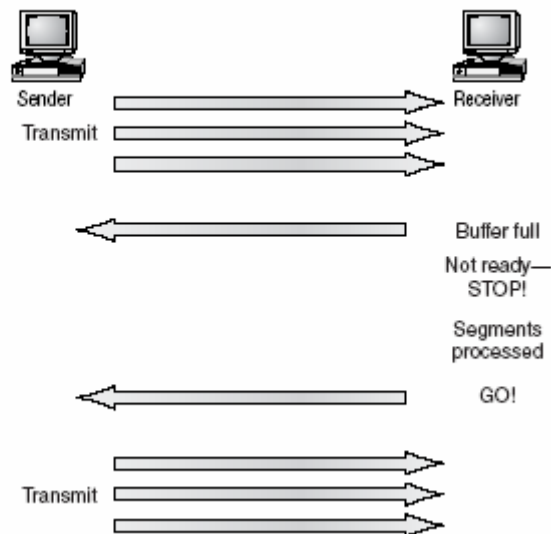 Sender
Receiver
Transmit
Buffer full
Not ready—
STOP!
Segments
processed
GO!
Transmit